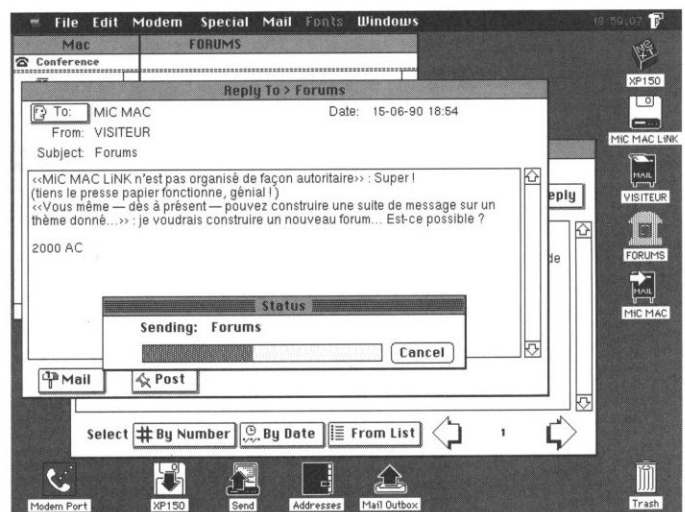 File Edit Modem Special Mail Fonts Windows
18:59:07
Mac
FORUMS
Conference
Reply To > Forums
To: MiC MAC
Date: 15-06-90 18:54
From: VISITEUR
Subject: Forums
‹‹MiC MAC LiNK n'est pas organisé de façon autoritaire›› : Super !
(tiens le presse papier fonctionne, génial ! )
‹‹Vous même — dès à présent — pouvez construire une suite de message sur un
thème donné...›› : je voudrais construire un nouveau forum... Est-ce possible ?
2000 AC
eply
de
Status
Sending: Forums
Cancel
Mail
Post
Select
By Number
By Date
From List
1
XP150
MiC MAC LiNK
MAIL
VISITEUR
FORUMS
MAIL
MiC MAC
Modem Port
XP150
Send
Addresses
Mail Outbox
Trash